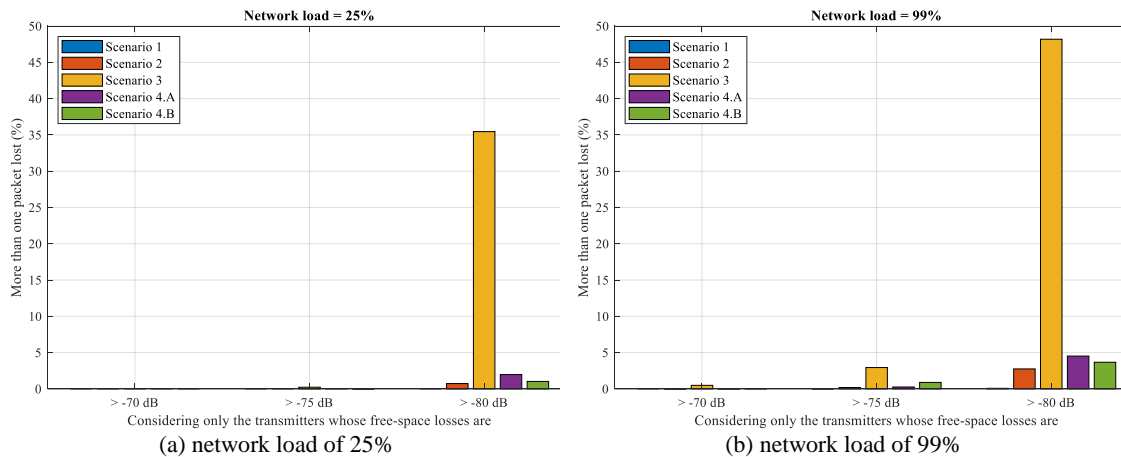 Network load = 25%
50
45
40
35
30
25
20
15
10
5
0
More than one packet lost (%)
Scenario 1
Scenario 2
Scenario 3
Scenario 4.A
Scenario 4.B
> -70 dB
> -75 dB
> -80 dB
Considering only the transmitters whose free-space losses are
(a) network load of 25%
Network load = 99%
50
45
40
35
30
25
20
15
10
5
0
More than one packet lost (%)
Scenario 1
Scenario 2
Scenario 3
Scenario 4.A
Scenario 4.B
> -70 dB
> -75 dB
> -80 dB
Considering only the transmitters whose free-space losses are
(b) network load of 99%